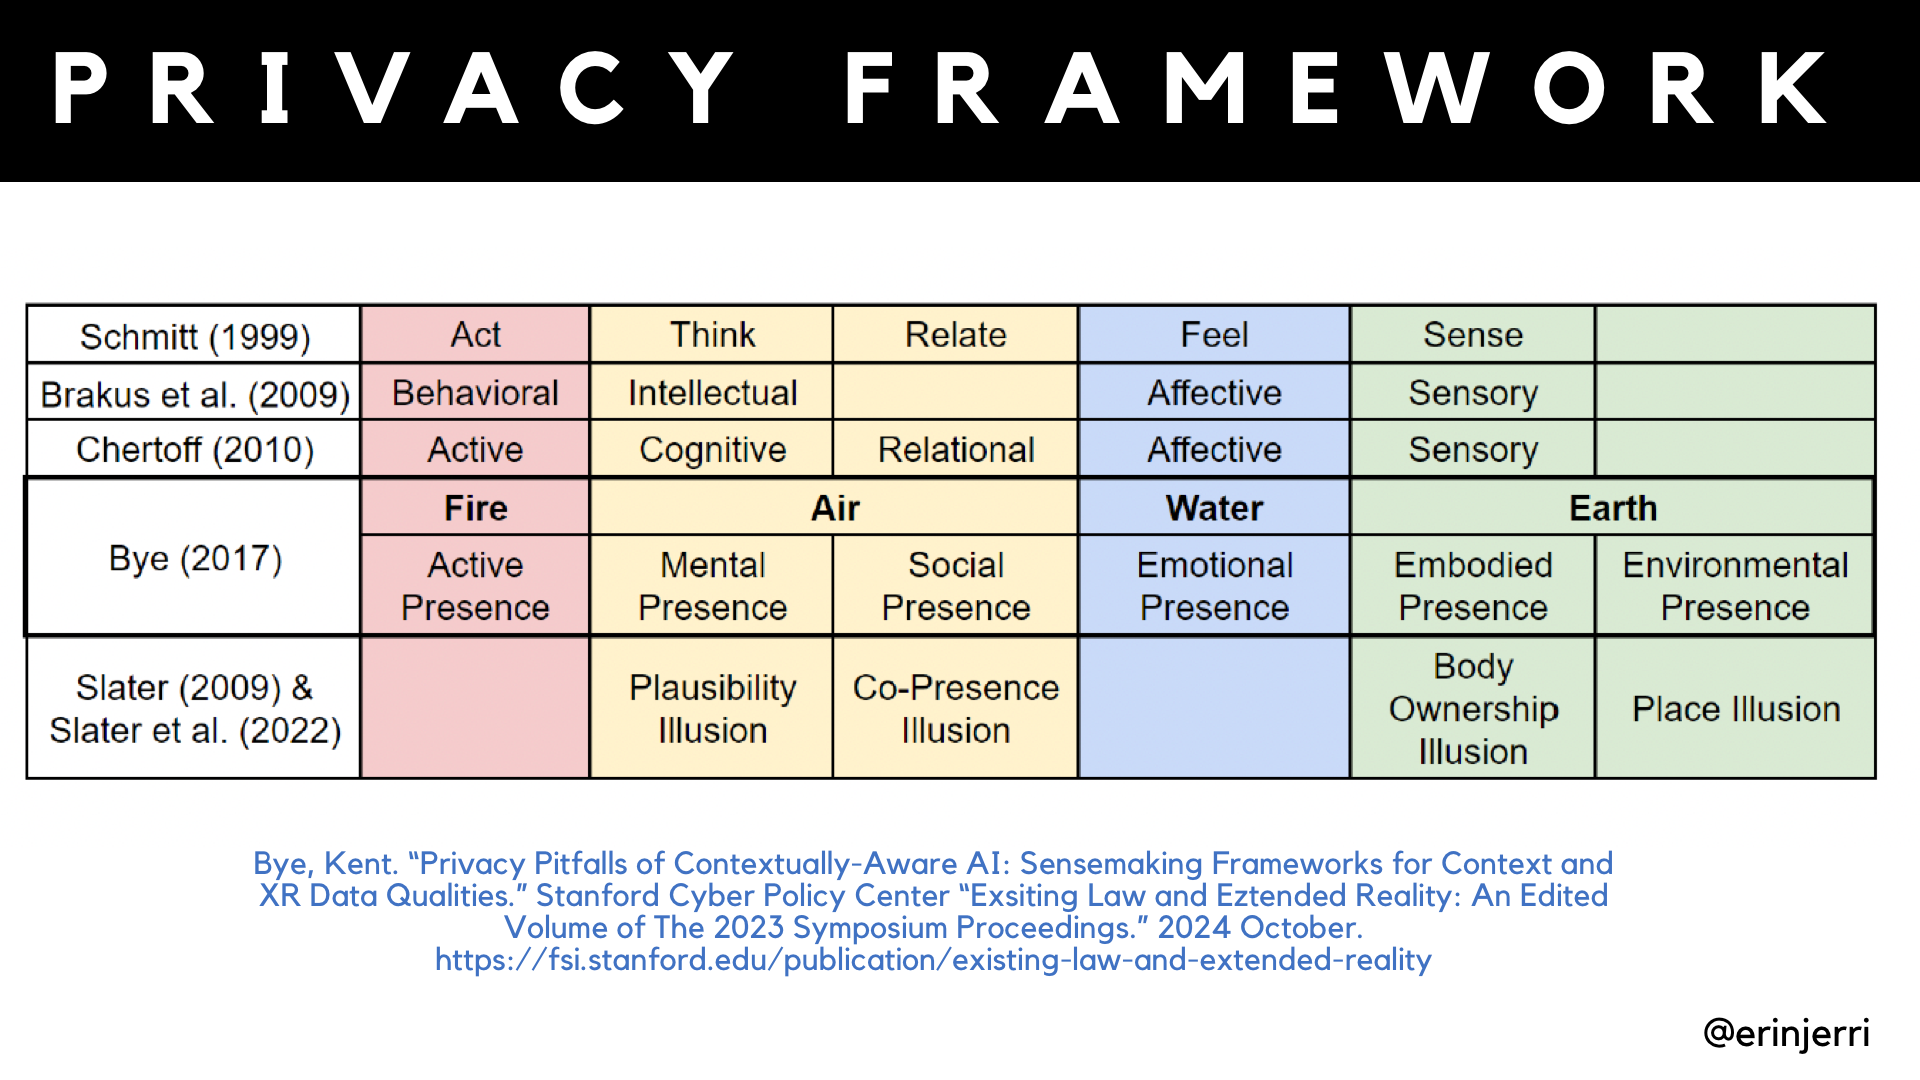 PRIVACY FRAMEWORK
Schmitt (1999) Act Think Relate Feel Sense
Brakus et al. (2009) Behavioral Intellectual Affective Sensory
Chertoff (2010) Active Cognitive Relational Affective Sensory
Bye (2017)
Fire Air Water Earth
Active Presence
Mental Presence
Social Presence
Emotional Presence
Embodied Presence
Environmental Presence
Slater (2009) &
Slater et al. (2022)
Plausibility
Illusion
Co-Presence
Illusion
Body
Ownership
Illusion
Place Illusion
Bye, Kent. “Privacy Pitfalls of Contextually-Aware AI: Sensemaking Frameworks for Context and
XR Data Qualities.” Stanford Cyber Policy Center “Exsiting Law and Eztended Reality: An Edited
Volume of The 2023 Symposium Proceedings.” 2024 October.
https://fsi.stanford.edu/publication/existing-law-and-extended-reality
@erinjerri